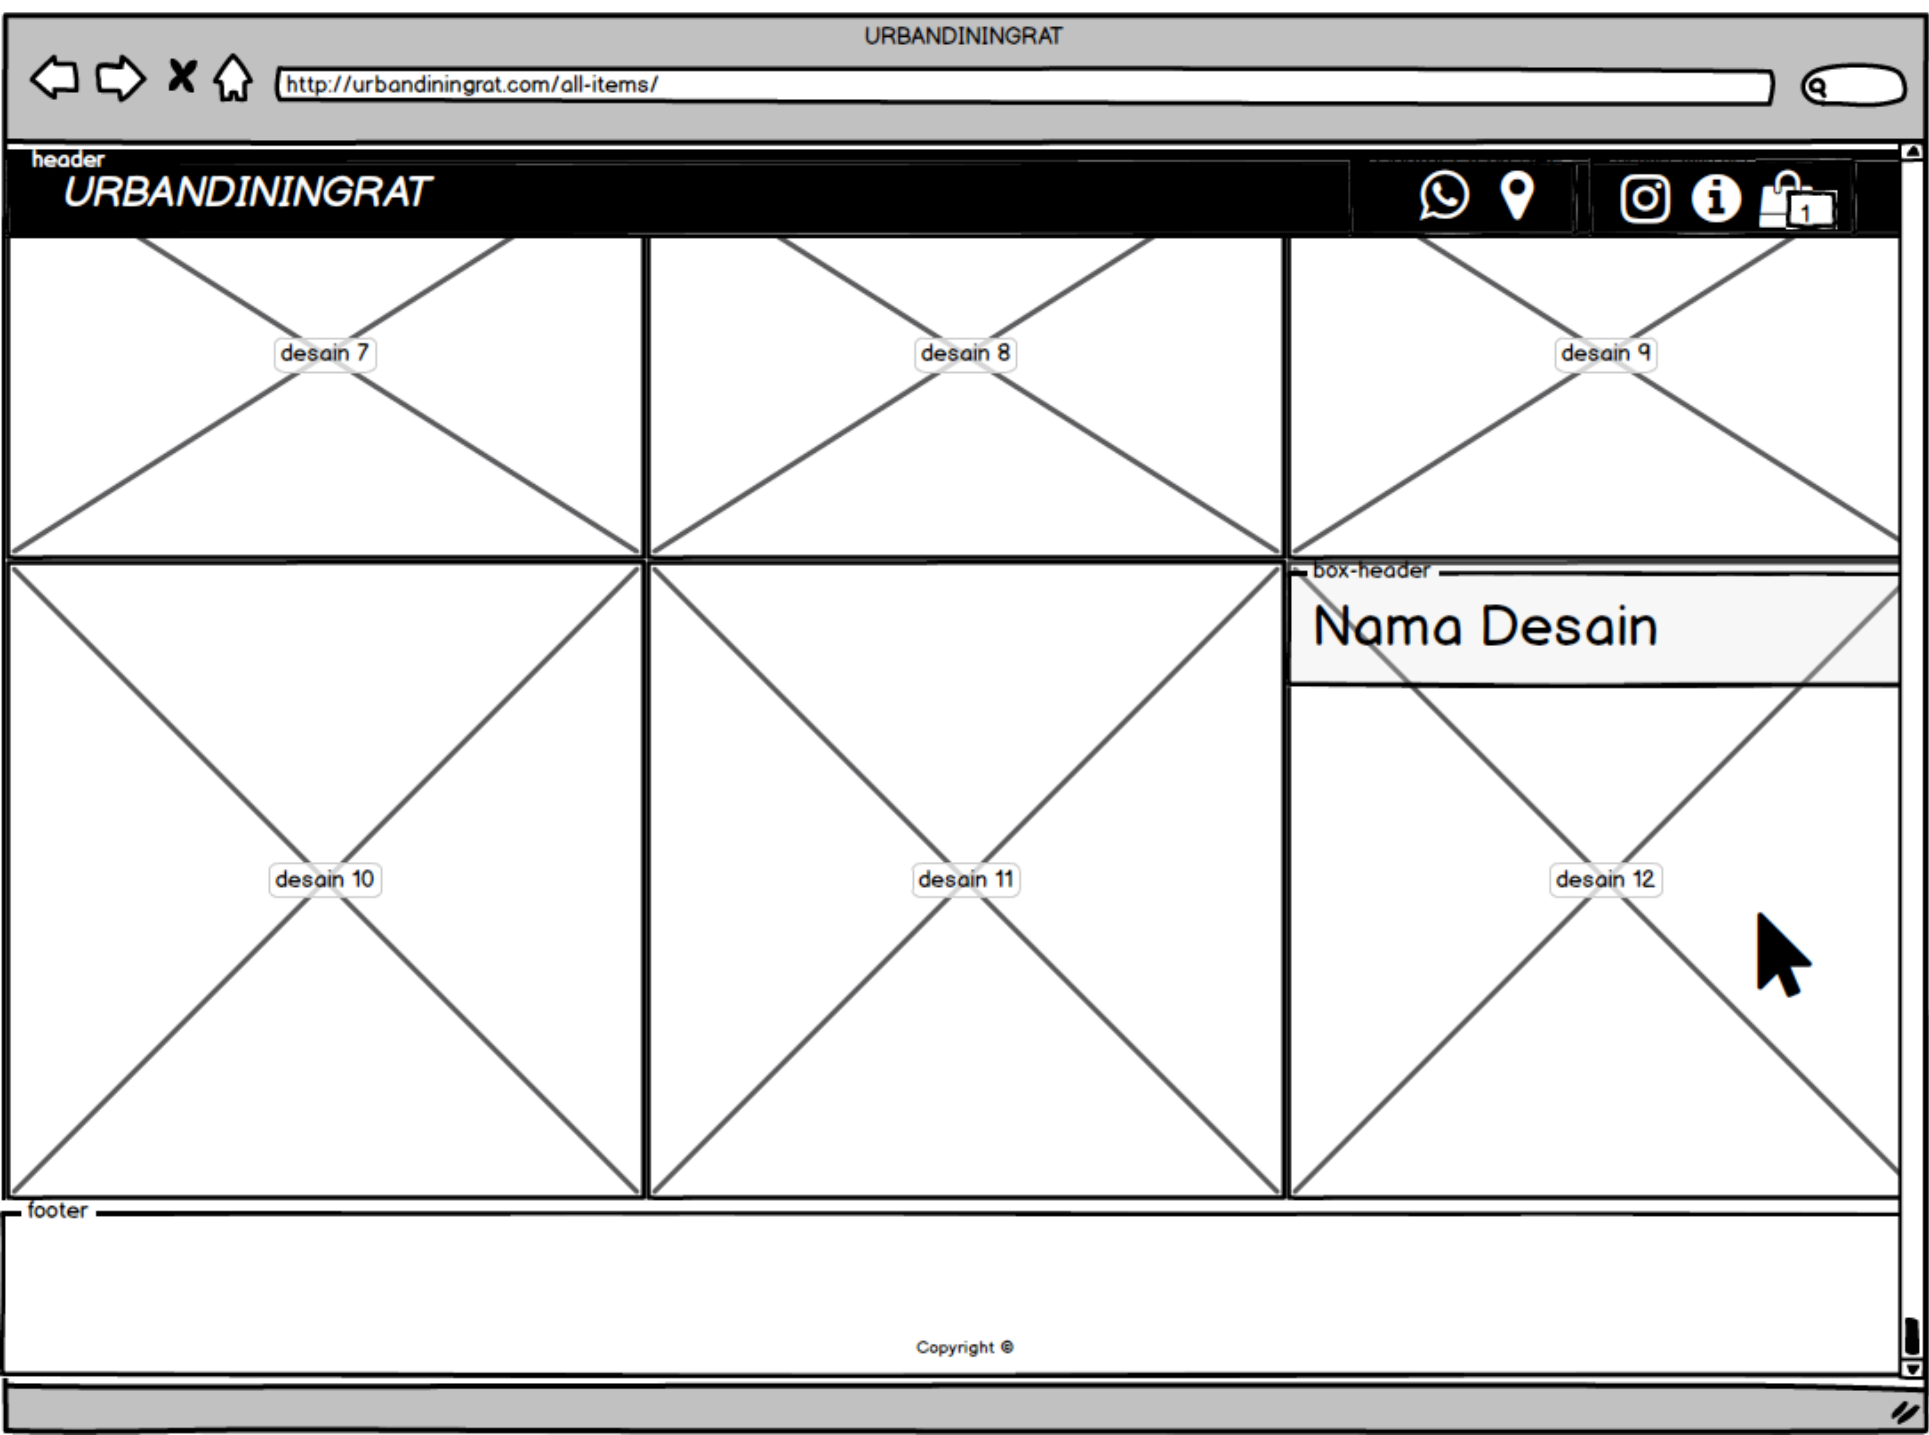 URBANDININGRAT
http://urbandiningrat.com/all-items/
header
URBANDININGRAT
1
desain 7
desain 8
desain 9
box-header
Nama Desain
desain 10
desain 11
desain 12
footer
Copyright ©